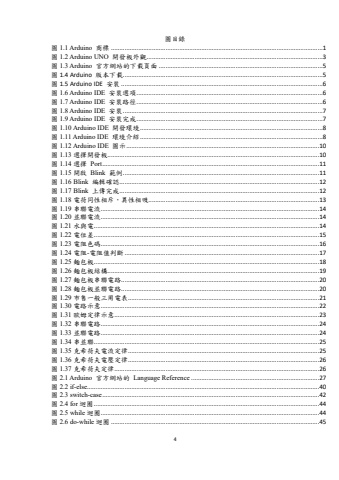 圖目錄
圖 1.1 Arduino 商標 ............ 1
圖 1.2 Arduino UNO 開發板外觀 ............ 3
圖 1.3 Arduino 官方網站的下載頁面 ............ 5
圖 1.4 Arduino 版本下載 ............ 5
圖 1.5 Arduino IDE 安裝 ............ 6
圖 1.6 Arduino IDE 安裝選項 ............ 6
圖 1.7 Arduino IDE 安裝路徑 ............ 6
圖 1.8 Arduino IDE 安裝 ............ 7
圖 1.9 Arduino IDE 安裝完成 ............ 7
圖 1.10 Arduino IDE 開發環境 ............ 8
圖 1.11 Arduino IDE 環境介紹 ............ 8
圖 1.12 Arduino IDE 圖示 ............ 10
圖 1.13 選擇開發板 ............ 10
圖 1.14 選擇 Port ............ 11
圖 1.15 開啟 Blink 範例 ............ 11
圖 1.16 Blink 編輯確認 ............ 12
圖 1.17 Blink 上傳完成 ............ 12
圖 1.18 電荷同性相斥、異性相吸 ............ 13
圖 1.19 串聯電流 ............ 14
圖 1.20 並聯電流 ............ 14
圖 1.21 水與電 ............ 14
圖 1.22 電位差 ............ 15
圖 1.23 電阻色碼 ............ 16
圖 1.24 電阻-電阻值判斷 ............ 17
圖 1.25 麵包板 ............ 18
圖 1.26 麵包板結構 ............ 19
圖 1.27 麵包板串聯電路 ............ 20
圖 1.28 麵包板並聯電路 ............ 20
圖 1.29 市售一般三用電表 ............ 21
圖 1.30 電路示意 ............ 22
圖 1.31 歐姆定律示意 ............ 23
圖 1.32 串聯電路 ............ 24
圖 1.33 並聯電路 ............ 24
圖 1.34 串並聯 ............ 25
圖 1.35 克希荷夫電流定律 ............ 25
圖 1.36 克希荷夫電壓定律 ............ 26
圖 1.37 克希荷夫定律 ............ 26
圖 2.1 Arduino 官方網站的 Language Reference ............ 27
圖 2.2 if-else ............ 40
圖 2.3 switch-case ............ 42
圖 2.4 for 迴圈 ............ 44
圖 2.5 while 迴圈 ............ 44
圖 2.6 do-while 迴圈 ............ 45
4